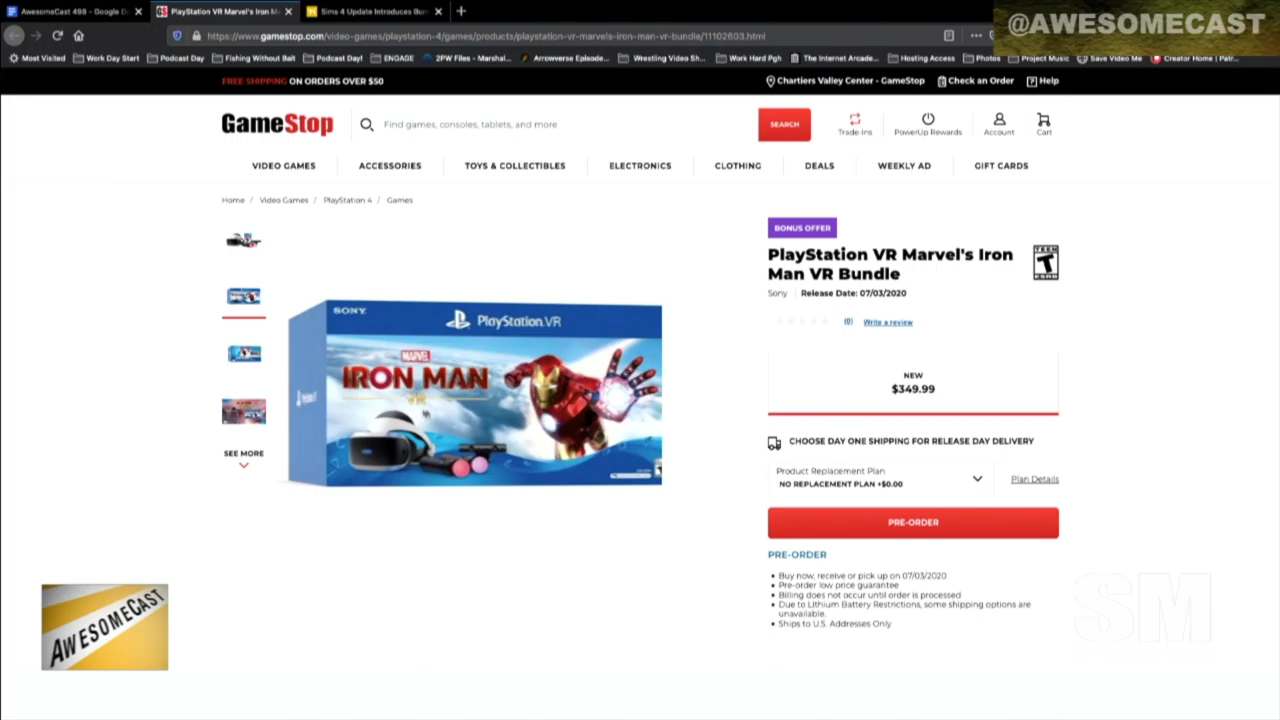 AwesomeCast 498 - Google D
PlayStation VR Marvel's Iron M
Sims 4 Update Introduces Bu
@AWESOMECAST
https://www.gamestop.com/video-games/playstation-4/games/products/playstation-vr-marvels-iron-man-vr-bundle/11102603.html
Most Visited Work Day Start Podcast Day Fishing Without Bait Podcast Day! ENGAGE 2PW Files - Marshal... Arrowverse Episode... Wrestling Video Sh... Work Hard Pgh The Internet Arcade... Hosting Access Photos Project Music Save Video Me Creator Home | Patr...
FREE SHIPPING ON ORDERS OVER $50
Chartiers Valley Center - GameStop Check an Order Help
GameStop
Find games, consoles, tablets, and more
SEARCH
Trade-Ins PowerUp Rewards Account Cart
VIDEO GAMES ACCESSORIES TOYS & COLLECTIBLES ELECTRONICS CLOTHING DEALS WEEKLY AD GIFT CARDS
Home / Video Games / PlayStation 4 / Games
BONUS OFFER
PlayStation VR Marvel's Iron
Man VR Bundle
TEEN
T
ESRB
Sony Release Date: 07/03/2020
(0) Write a review
SONY
PlayStation.VR
MARVEL
IRON MAN
VR
NEW
$349.99
CHOOSE DAY ONE SHIPPING FOR RELEASE DAY DELIVERY
SEE MORE
Product Replacement Plan
NO REPLACEMENT PLAN +$0.00
Plan Details
PRE-ORDER
PRE-ORDER
Buy now, receive or pick up on 07/03/2020
Pre-order low price guarantee
Billing does not occur until order is processed
Due to Lithium Battery Restrictions, some shipping options are
unavailable.
Ships to U.S. Addresses Only
AWESOMECAST
SM